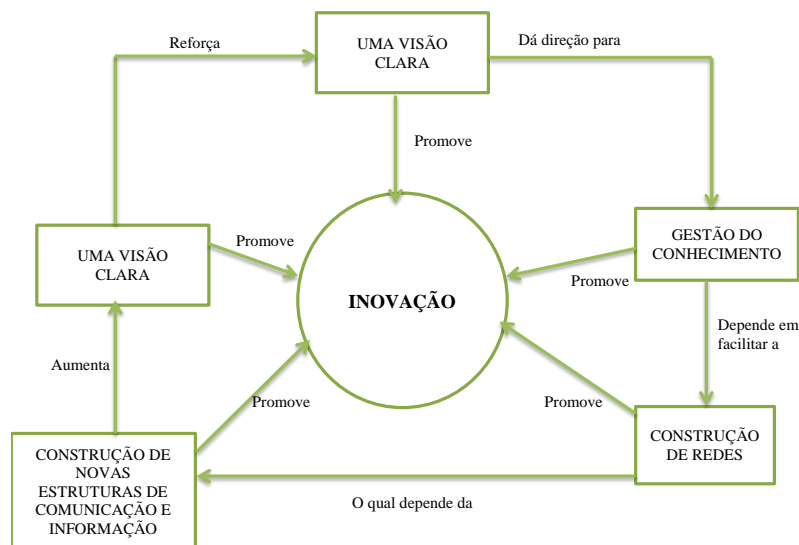 Reforça
UMA VISÃO
CLARA
Dá direção para
Promove
UMA VISÃO
CLARA
Promove
GESTÃO DO
CONHECIMENTO
Promove
INOVAÇÃO
Depende em
facilitar a
Aumenta
Promove
Promove
CONSTRUÇÃO DE
NOVAS
ESTRUTURAS DE
COMUNICAÇÃO E
INFORMAÇÃO
CONSTRUÇÃO
DE REDES
O qual depende da